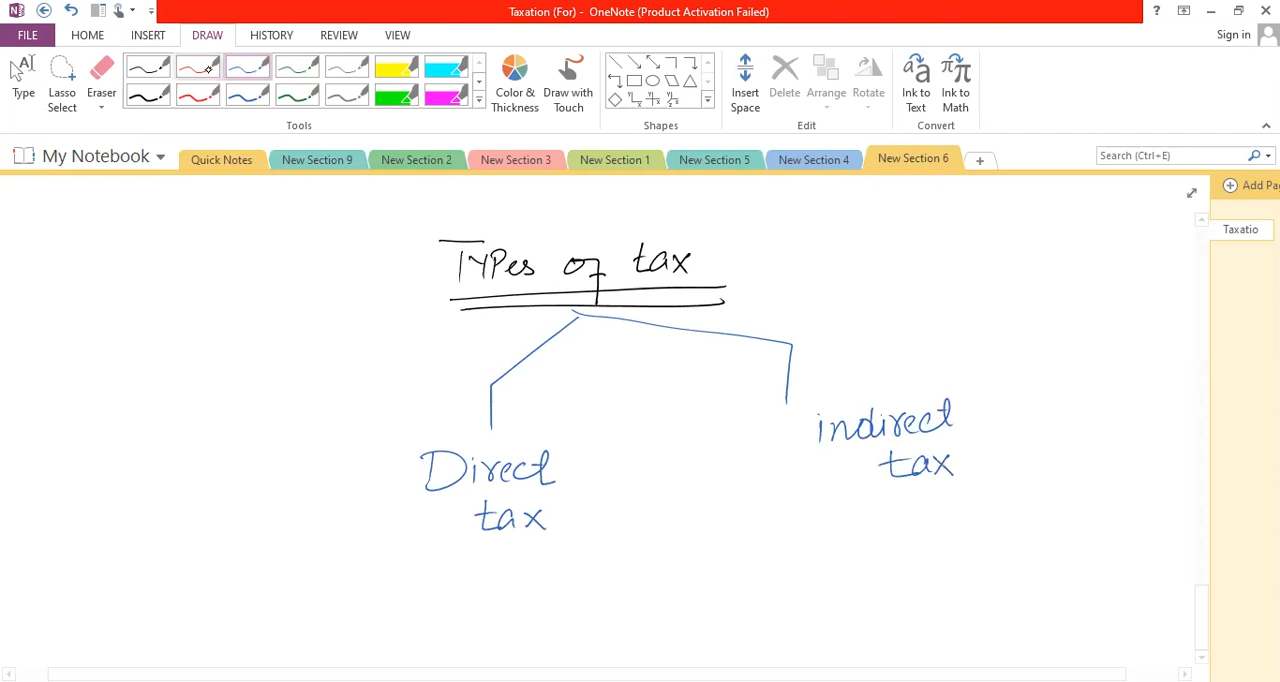 Taxation (For) - OneNote (Product Activation Failed)
?
FILE HOME INSERT DRAW HISTORY REVIEW VIEW
Sign in
Type
Lasso Select
Eraser
Color & Thickness
Draw with Touch
Insert Space
Delete
Arrange
Rotate
Ink to Text
Ink to Math
Tools
Shapes
Edit
Convert
My Notebook
Quick Notes New Section 9 New Section 2 New Section 3 New Section 1 New Section 5 New Section 4 New Section 6 +
Search (Ctrl+E)
Add Pa
Taxatio
Types of tax
Direct
tax
indirect
tax